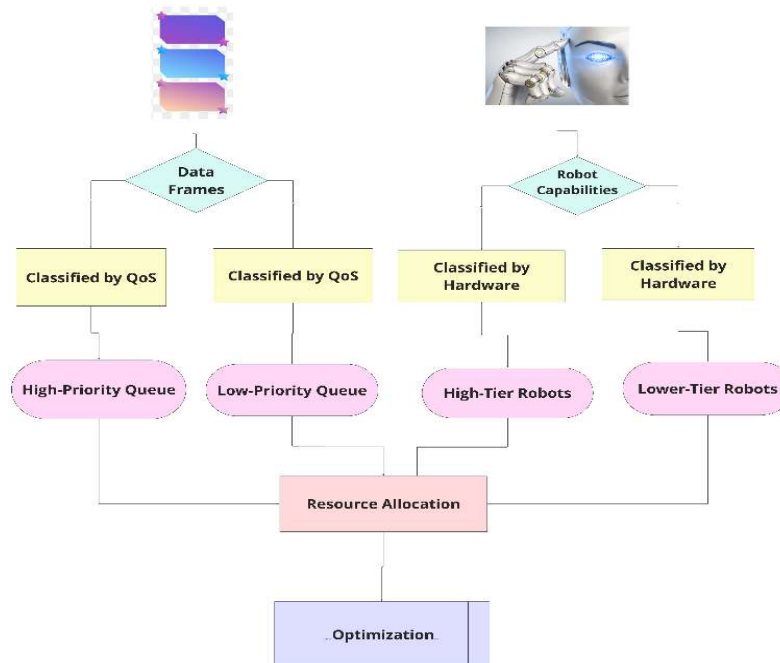 Data
Frames
Robot
Capabilities
Classified by QoS
Classified by QoS
Classified by
Hardware
Classified by
Hardware
High-Priority Queue
Low-Priority Queue
High-Tier Robots
Lower-Tier Robots
Resource Allocation
Optimization